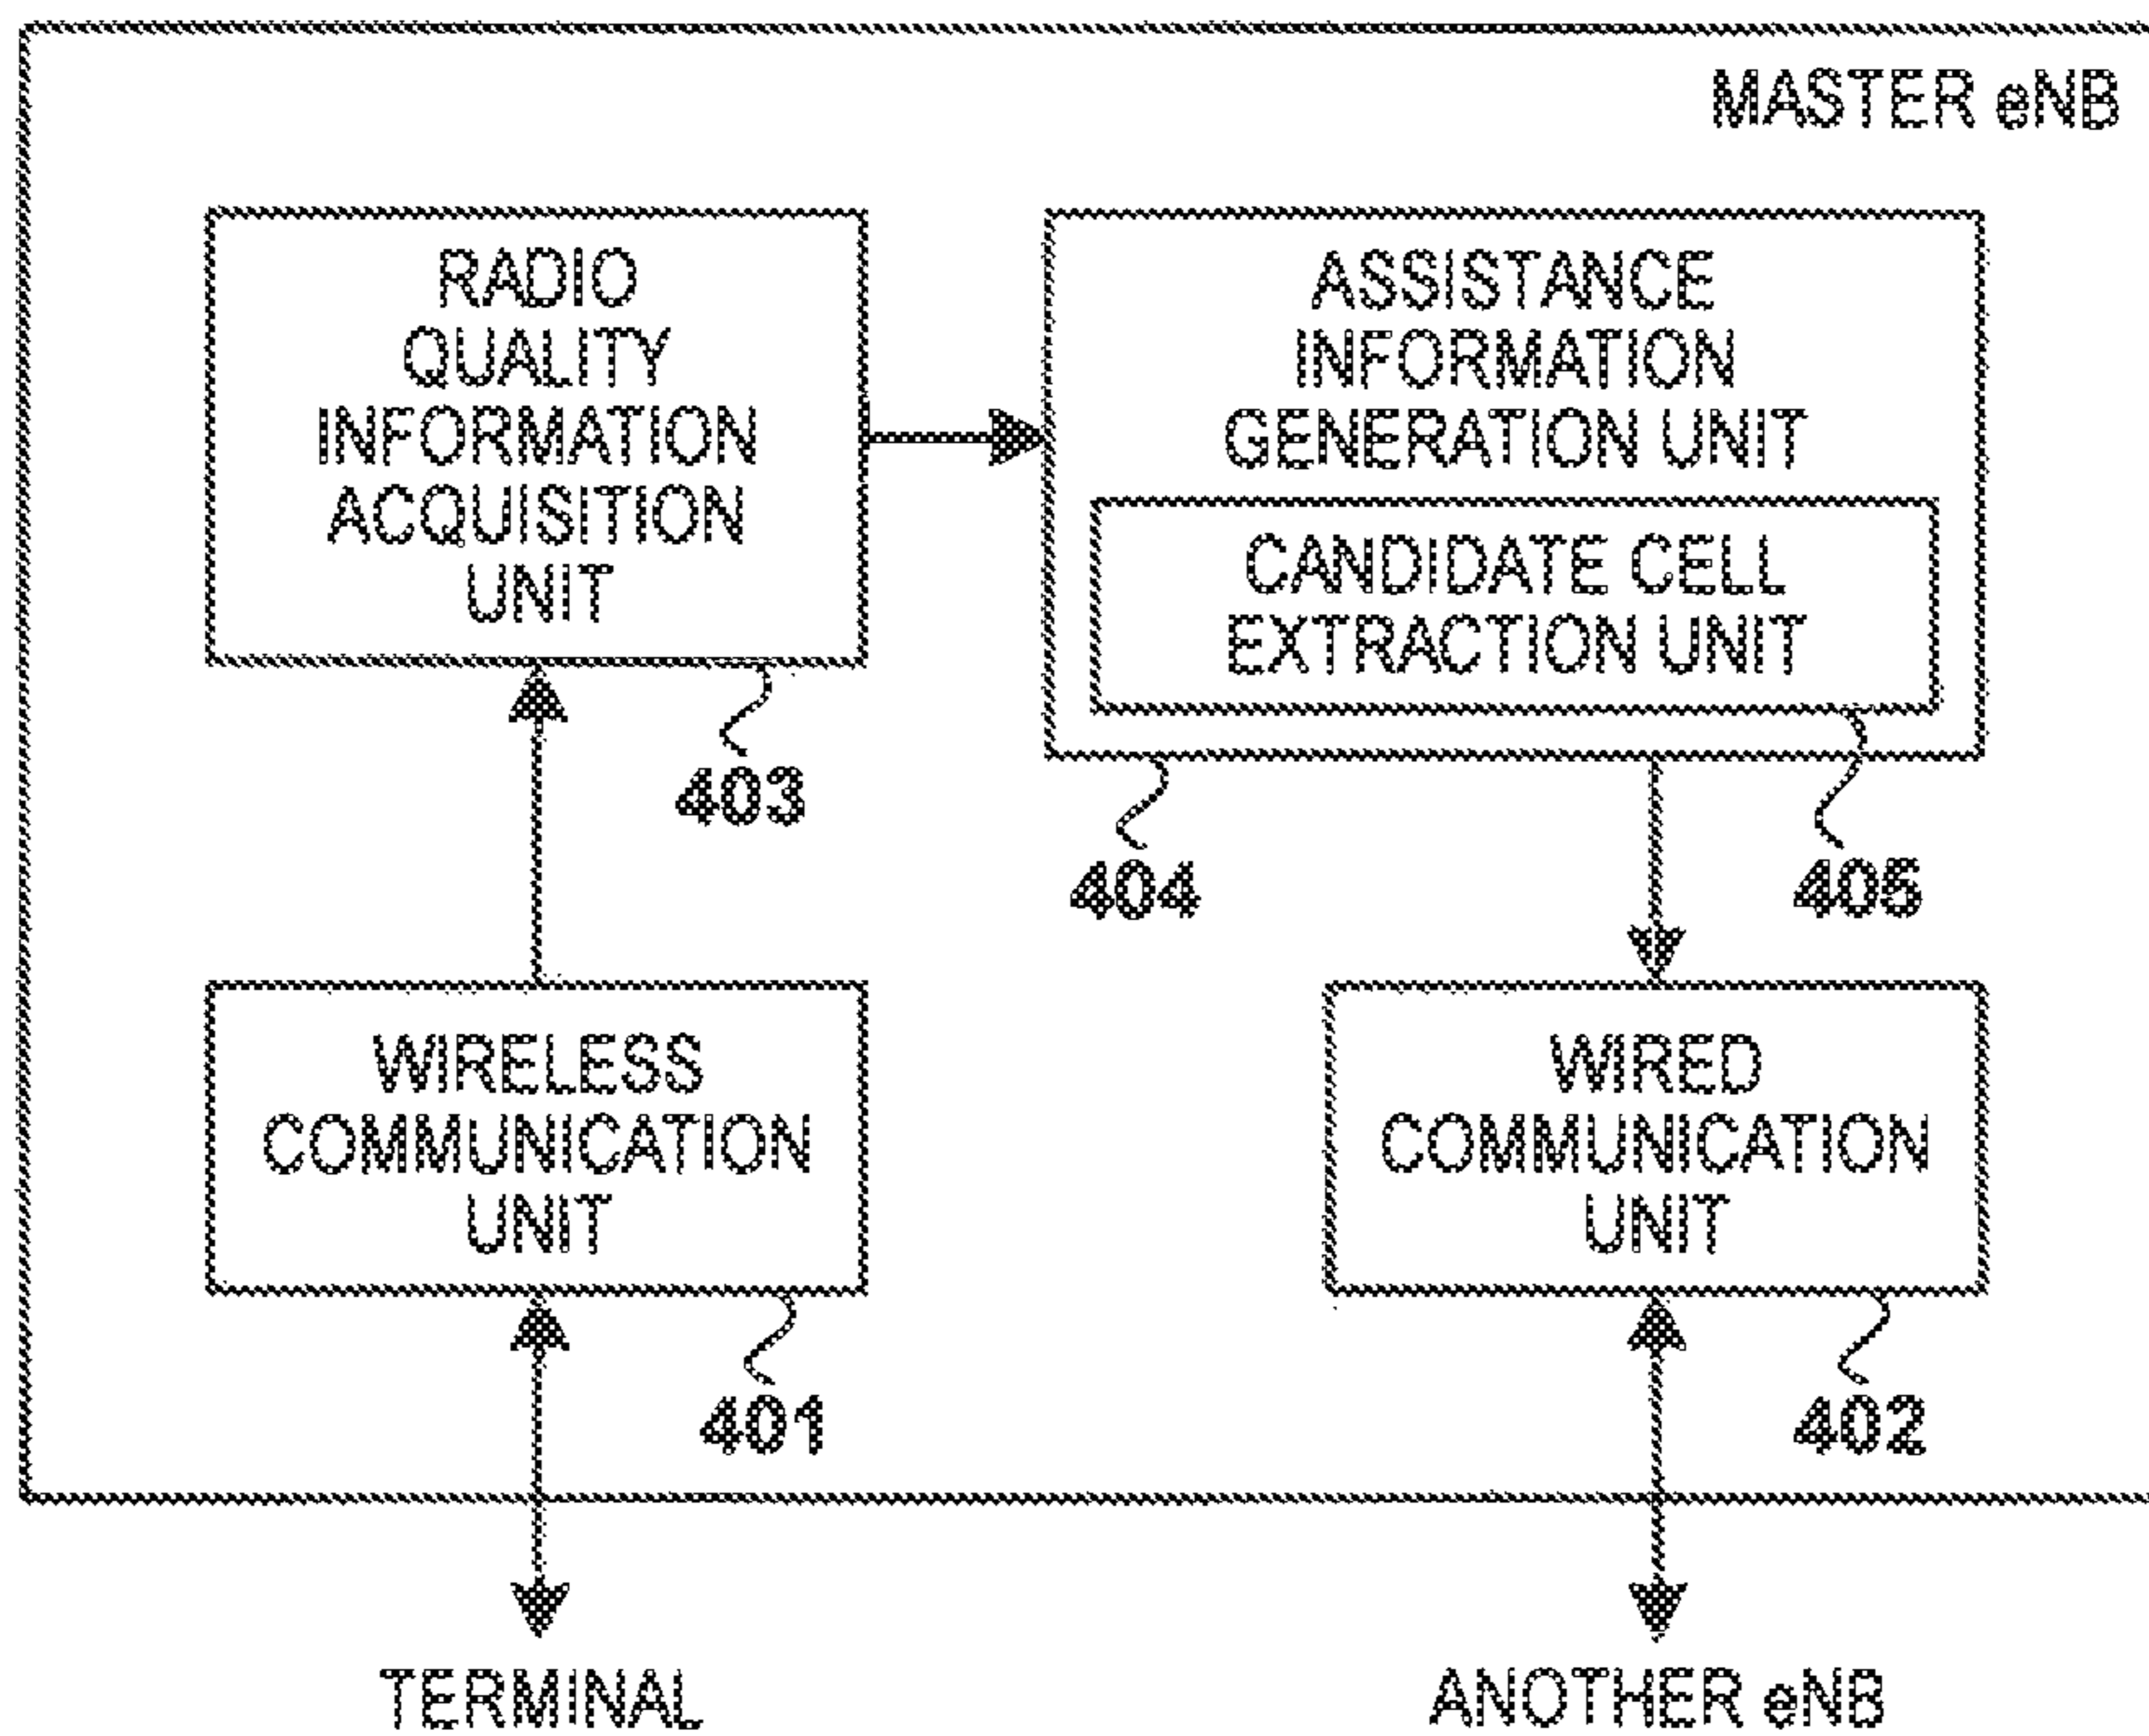 MASTER eNB
RADIO
QUALITY
INFORMATION
ACQUISITION
UNIT
403
ASSISTANCE
INFORMATION
GENERATION UNIT
CANDIDATE CELL
EXTRACTION UNIT
404
405
WIRELESS
COMMUNICATION
UNIT
401
WIRED
COMMUNICATION
UNIT
402
TERMINAL
ANOTHER eNB